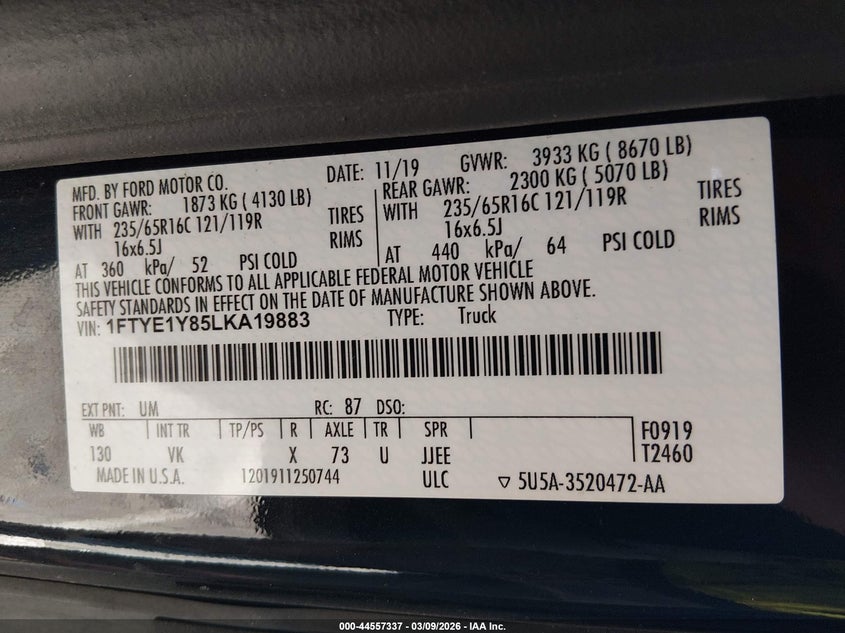 MFD. BY FORD MOTOR CO. DATE: 11/19 GVWR: 3933 KG ( 8670 LB)
FRONT GAWR: 1873 KG ( 4130 LB) REAR GAWR: 2300 KG ( 5070 LB)
WITH 235/65R16C 121/119R TIRES WITH 235/65R16C 121/119R TIRES
16x6.5J RIMS 16x6.5J RIMS
AT 360 kPa/ 52 PSI COLD AT 440 kPa/ 64 PSI COLD
THIS VEHICLE CONFORMS TO ALL APPLICABLE FEDERAL MOTOR VEHICLE
SAFETY STANDARDS IN EFFECT ON THE DATE OF MANUFACTURE SHOWN ABOVE.
VIN: 1FTYE1Y85LKA19883 TYPE: Truck
EXT PNT: UM RC: 87 DSO:
WB INT TR TP/PS R AXLE TR SPR F0919
130 VK X 73 U JJEE T2460
MADE IN U.S.A. 1201911250744 ULC ▽ 5U5A-3520472-AA
000-44557337 — 03/09/2026 — IAA Inc.